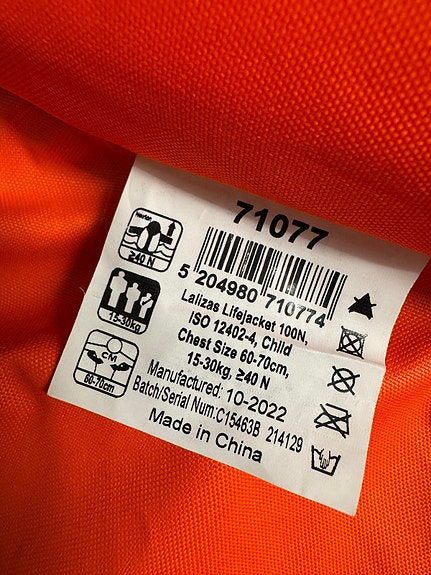 71077
5 204980 710774
Lalizas Lifejacket 100N,
ISO 12402-4, Child
Chest Size 60-70cm,
15-30kg, ≥40 N
Manufactured: 10-2022
Batch/Serial Num:C15463B 214129
Made in China
Newton
≥40 N
15-30kg
CM
60-70cm